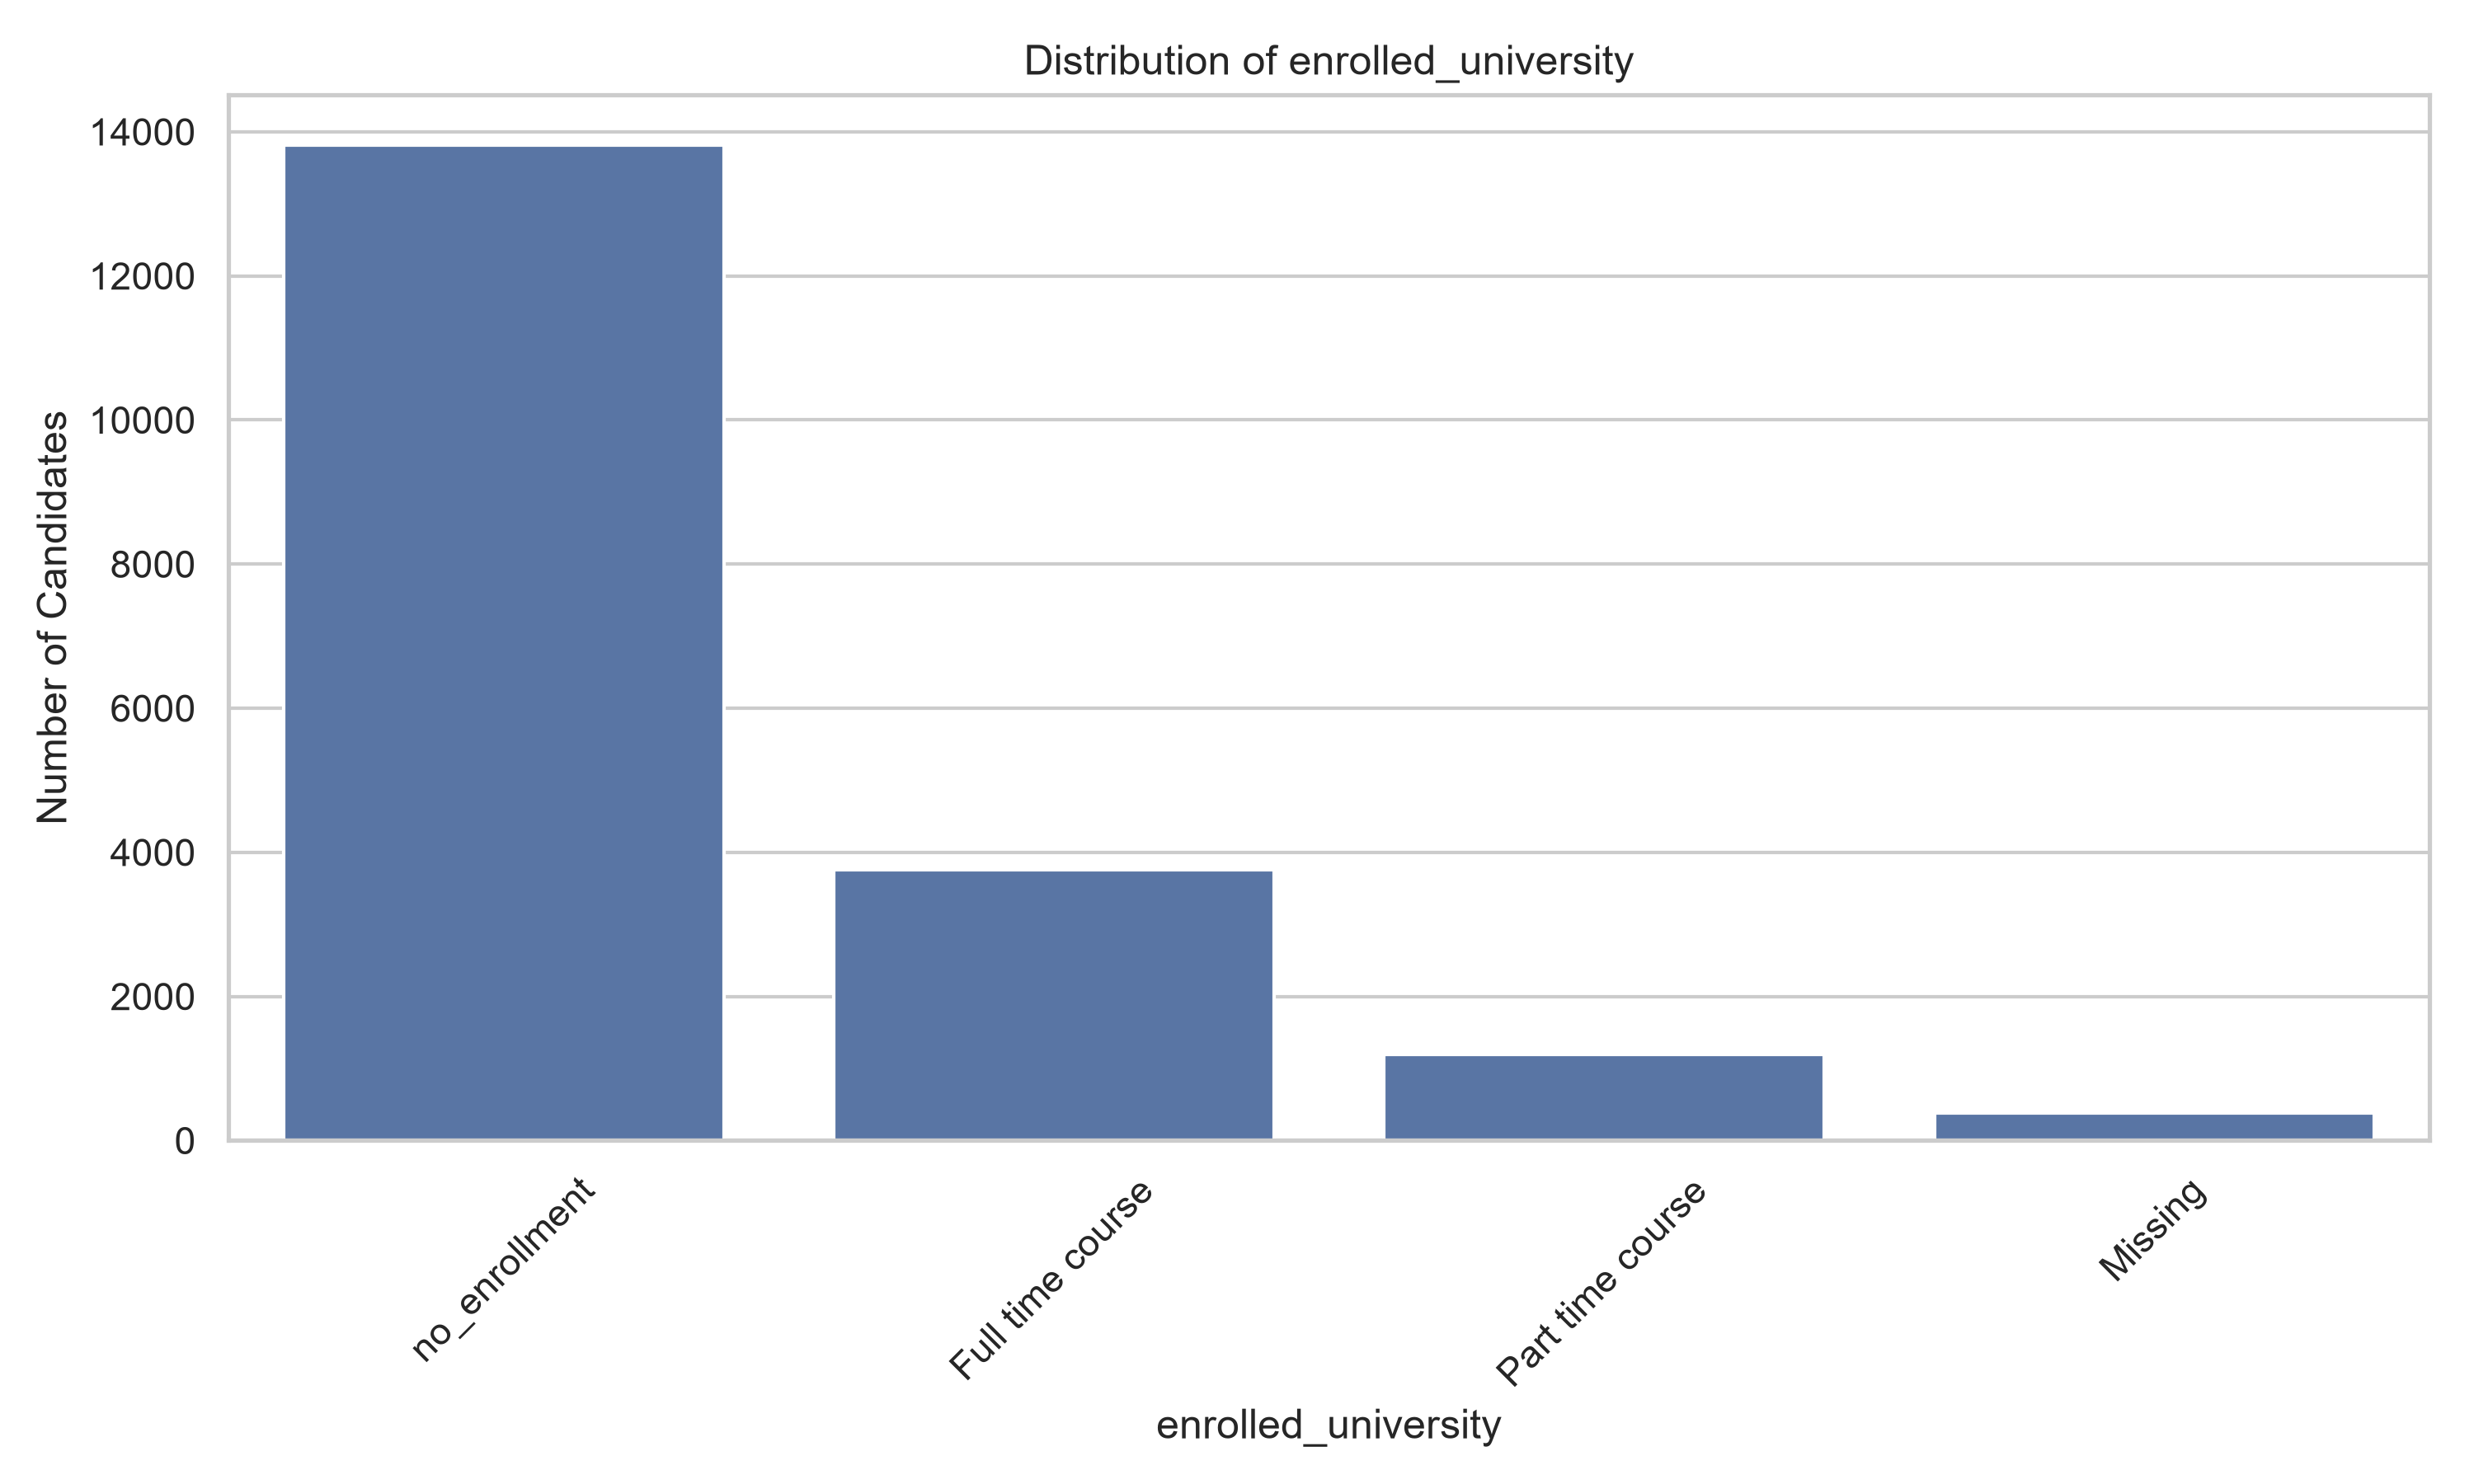 Distribution of enrolled_university
Number of Candidates
14000
12000
10000
8000
6000
4000
2000
0
no_enrollment
Full time course
Part time course
Missing
enrolled_university